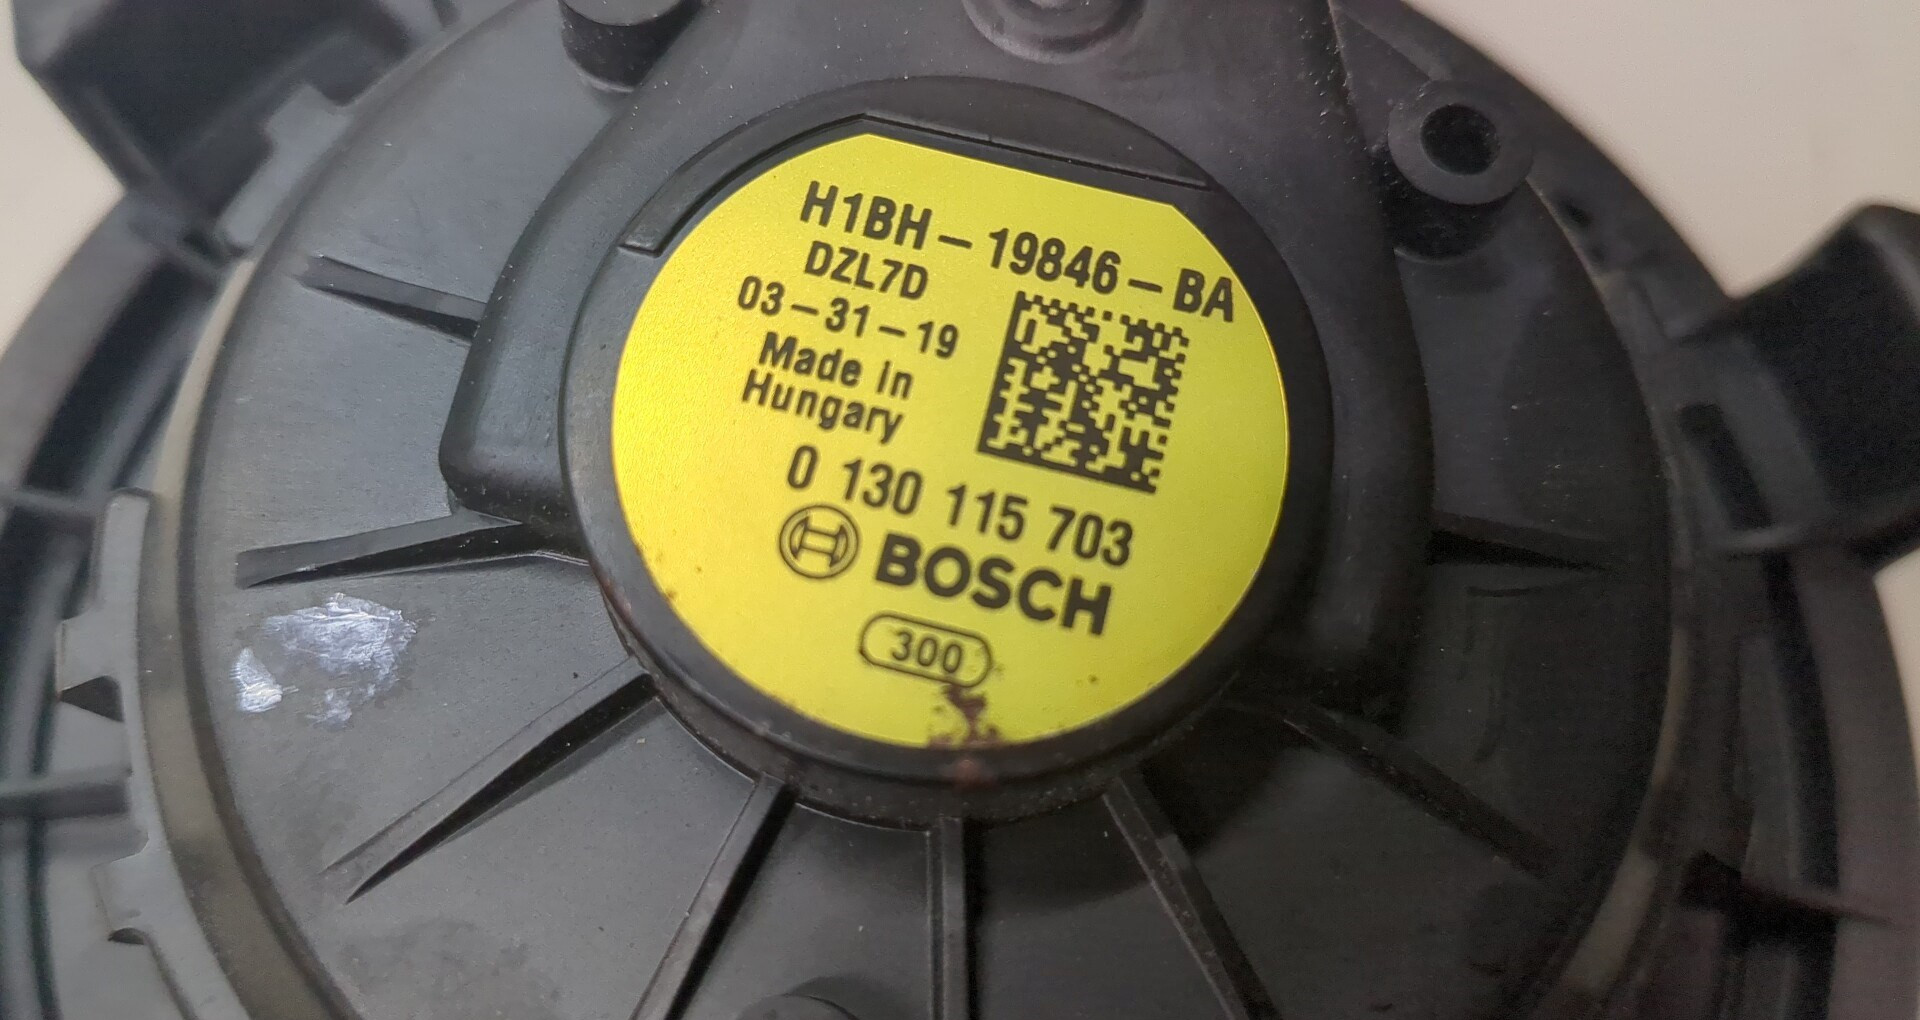 H1BH-19846-BA
DZL7D
03-31-19
Made in
Hungary
0 130 115 703
BOSCH
300